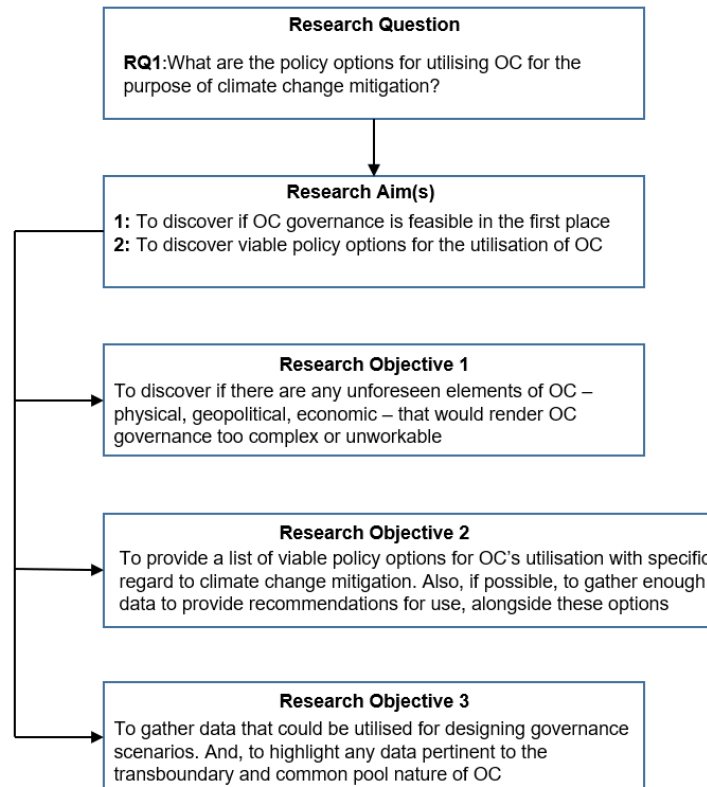 Research Question
RQ1:What are the policy options for utilising OC for the
purpose of climate change mitigation?
Research Aim(s)
1: To discover if OC governance is feasible in the first place
2: To discover viable policy options for the utilisation of OC
Research Objective 1
To discover if there are any unforeseen elements of OC –
physical, geopolitical, economic – that would render OC
governance too complex or unworkable
Research Objective 2
To provide a list of viable policy options for OC’s utilisation with specific
regard to climate change mitigation. Also, if possible, to gather enough
data to provide recommendations for use, alongside these options
Research Objective 3
To gather data that could be utilised for designing governance
scenarios. And, to highlight any data pertinent to the
transboundary and common pool nature of OC